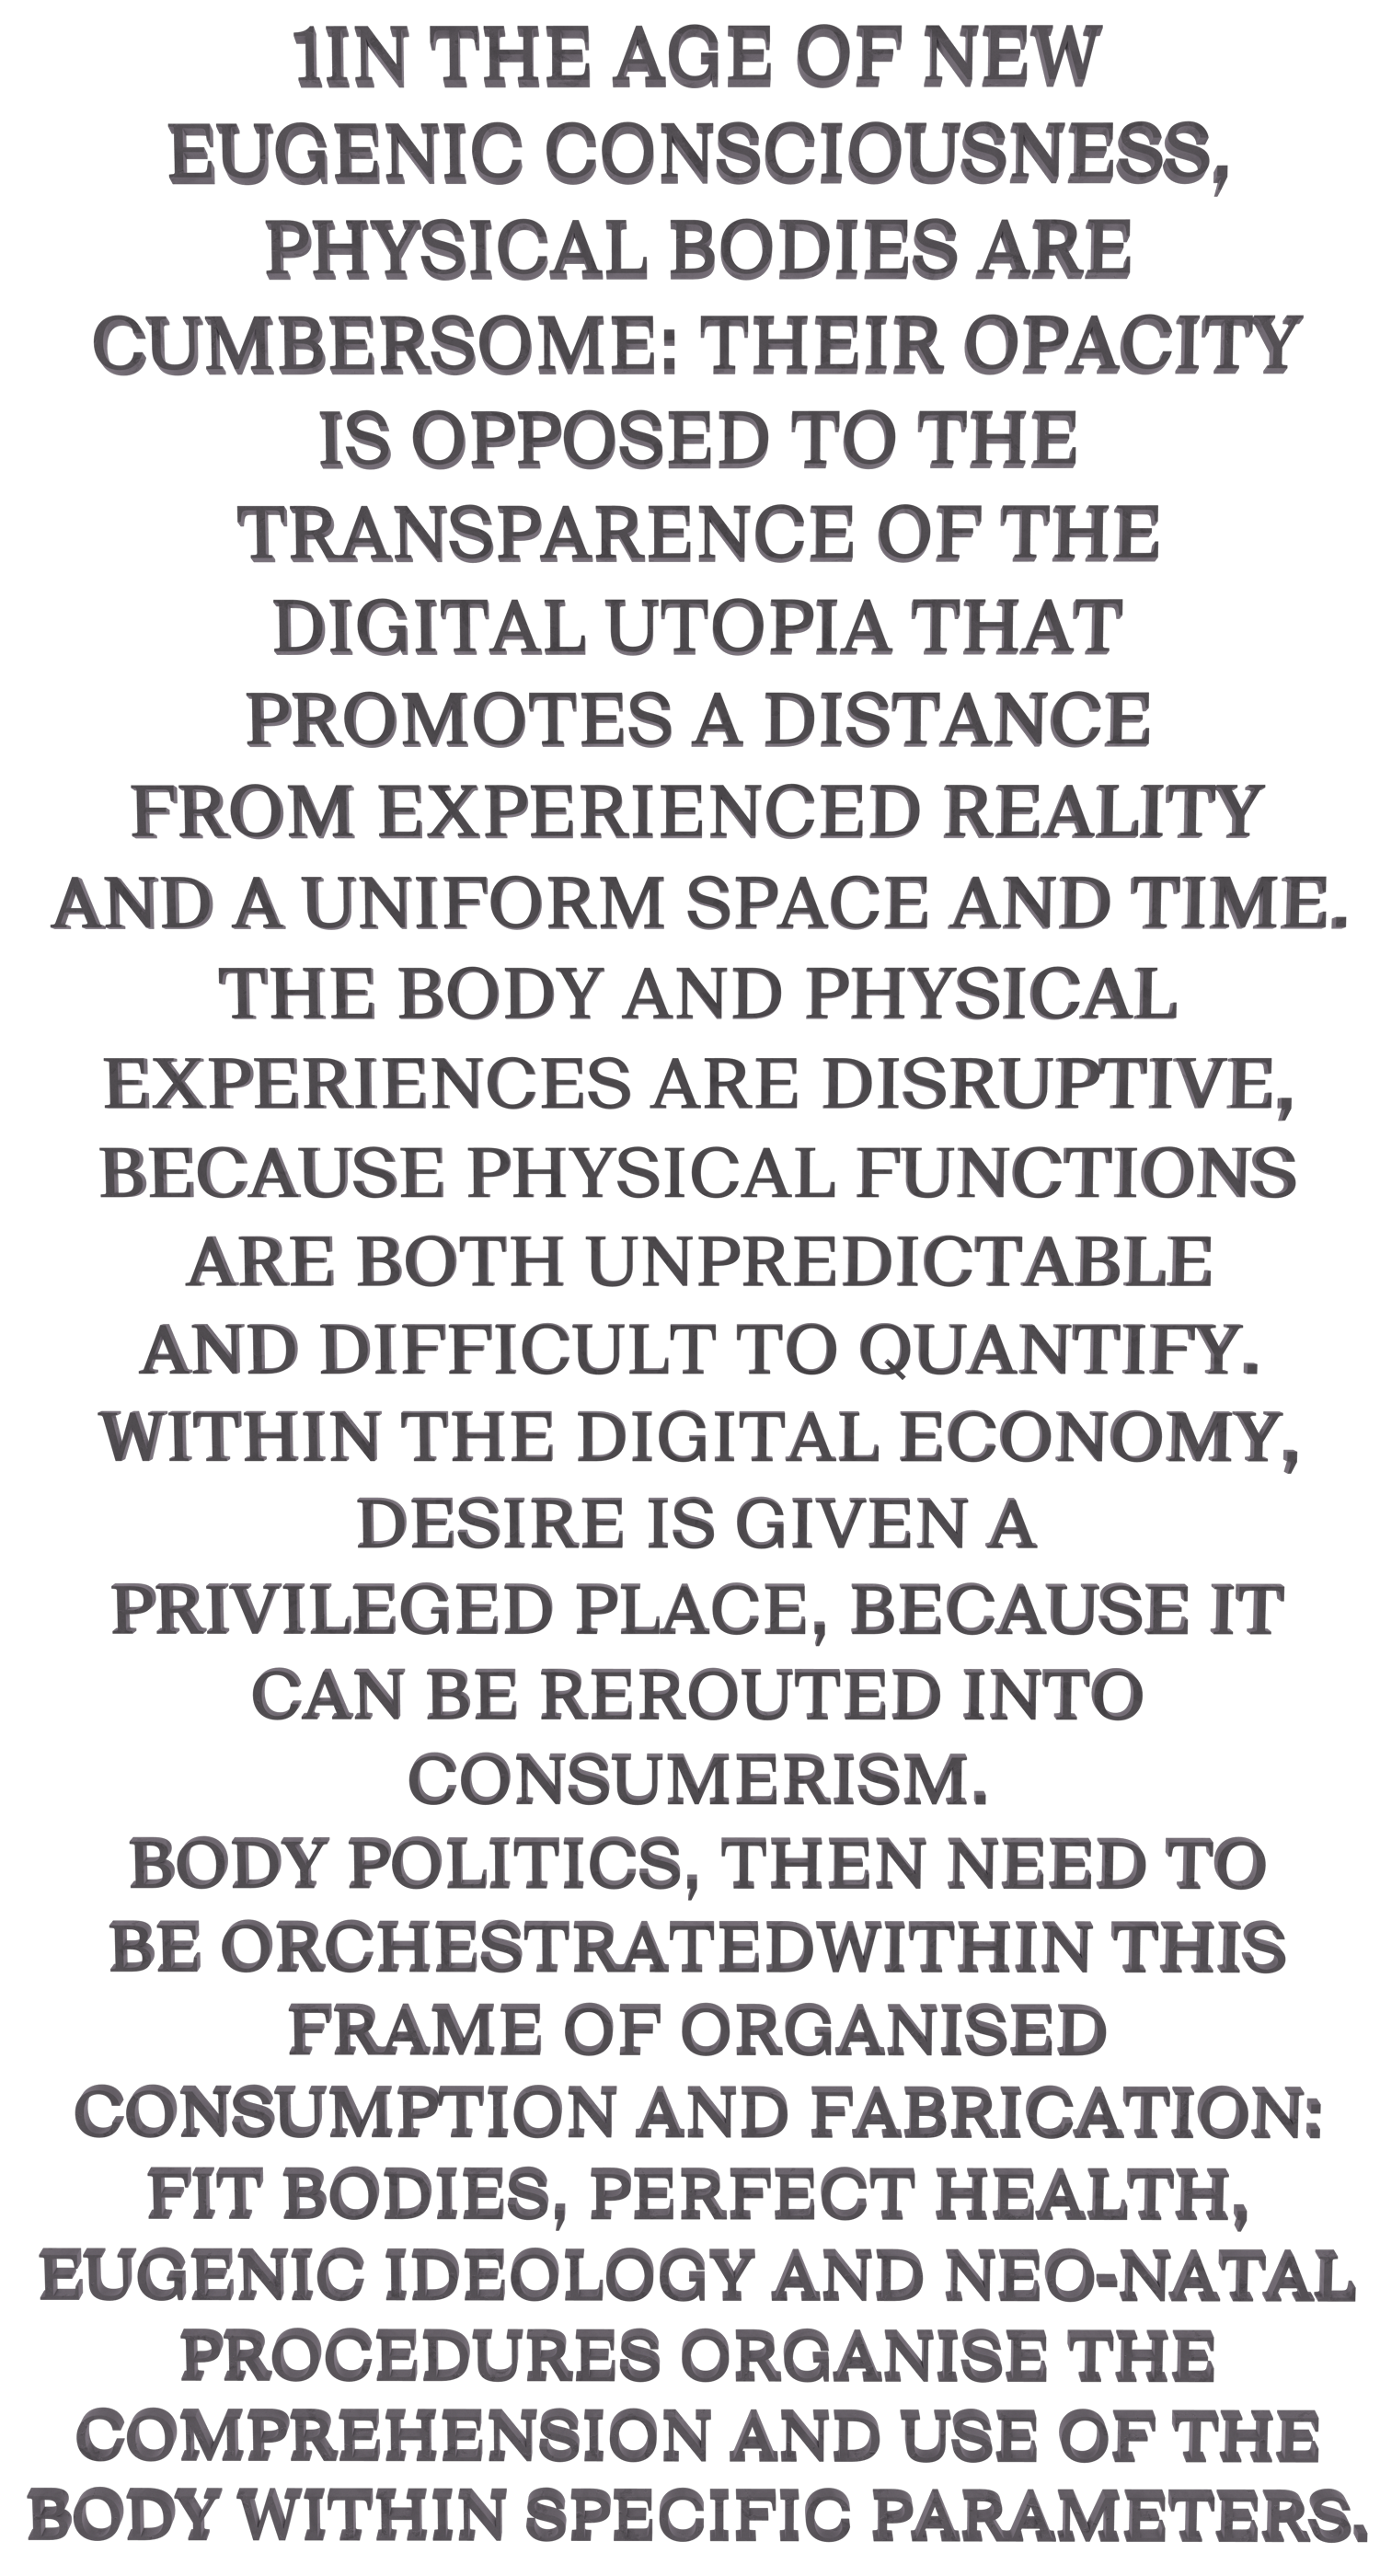 1IN THE AGE OF NEW
EUGENIC CONSCIOUSNESS,
PHYSICAL BODIES ARE
CUMBERSOME: THEIR OPACITY
IS OPPOSED TO THE
TRANSPARENCE OF THE
DIGITAL UTOPIA THAT
PROMOTES A DISTANCE
FROM EXPERIENCED REALITY
AND A UNIFORM SPACE AND TIME.
THE BODY AND PHYSICAL
EXPERIENCES ARE DISRUPTIVE,
BECAUSE PHYSICAL FUNCTIONS
ARE BOTH UNPREDICTABLE
AND DIFFICULT TO QUANTIFY.
WITHIN THE DIGITAL ECONOMY,
DESIRE IS GIVEN A
PRIVILEGED PLACE, BECAUSE IT
CAN BE REROUTED INTO
CONSUMERISM.
BODY POLITICS, THEN NEED TO
BE ORCHESTRATEDWITHIN THIS
FRAME OF ORGANISED
CONSUMPTION AND FABRICATION:
FIT BODIES, PERFECT HEALTH,
EUGENIC IDEOLOGY AND NEO-NATAL
PROCEDURES ORGANISE THE
COMPREHENSION AND USE OF THE
BODY WITHIN SPECIFIC PARAMETERS.